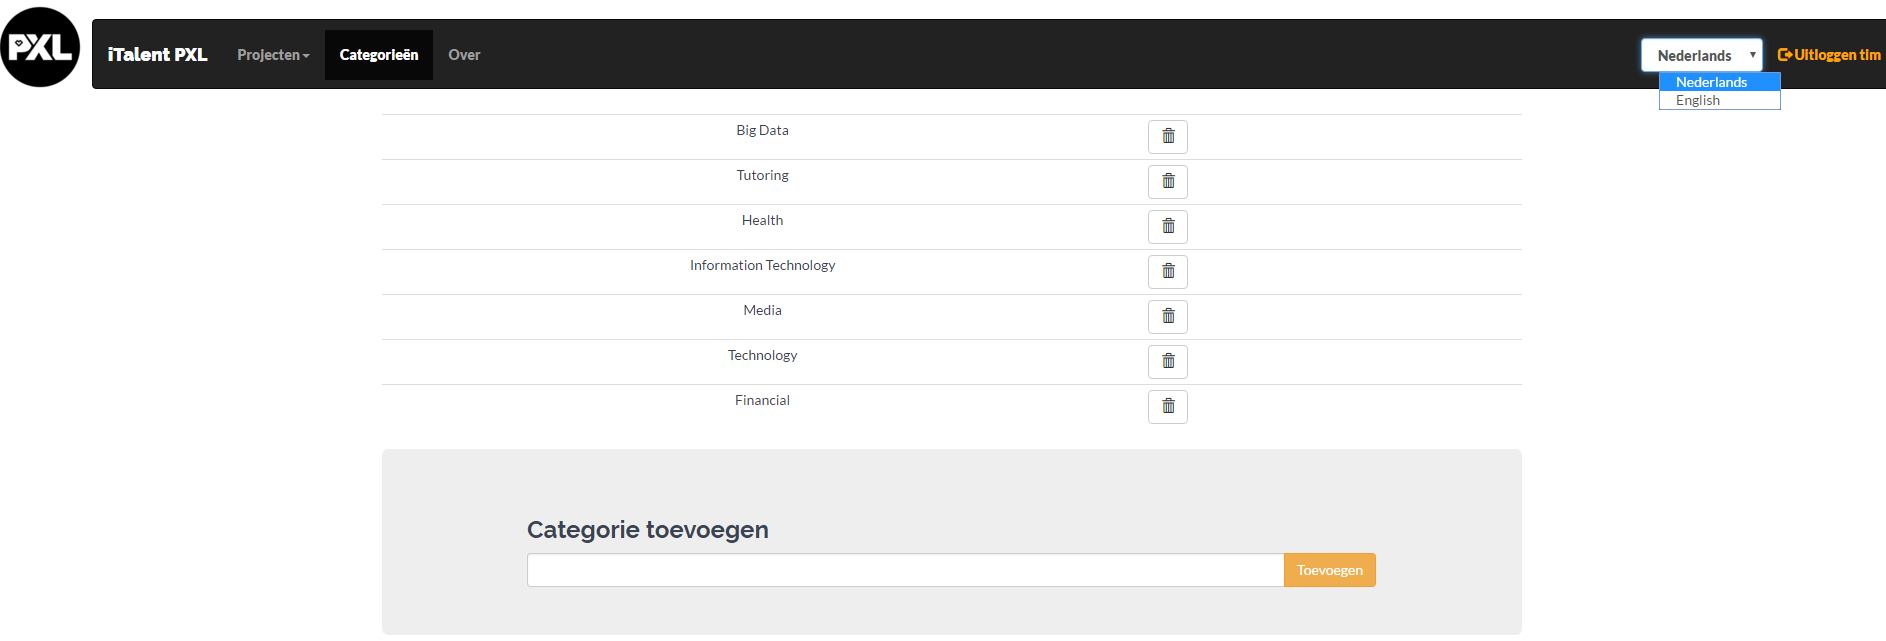 PXL
iTalent PXL Projecten Categorieën Over Nederlands Uitloggen tim
Nederlands
English
Big Data
Tutoring
Health
Information Technology
Media
Technology
Financial
Categorie toevoegen
Toevoegen